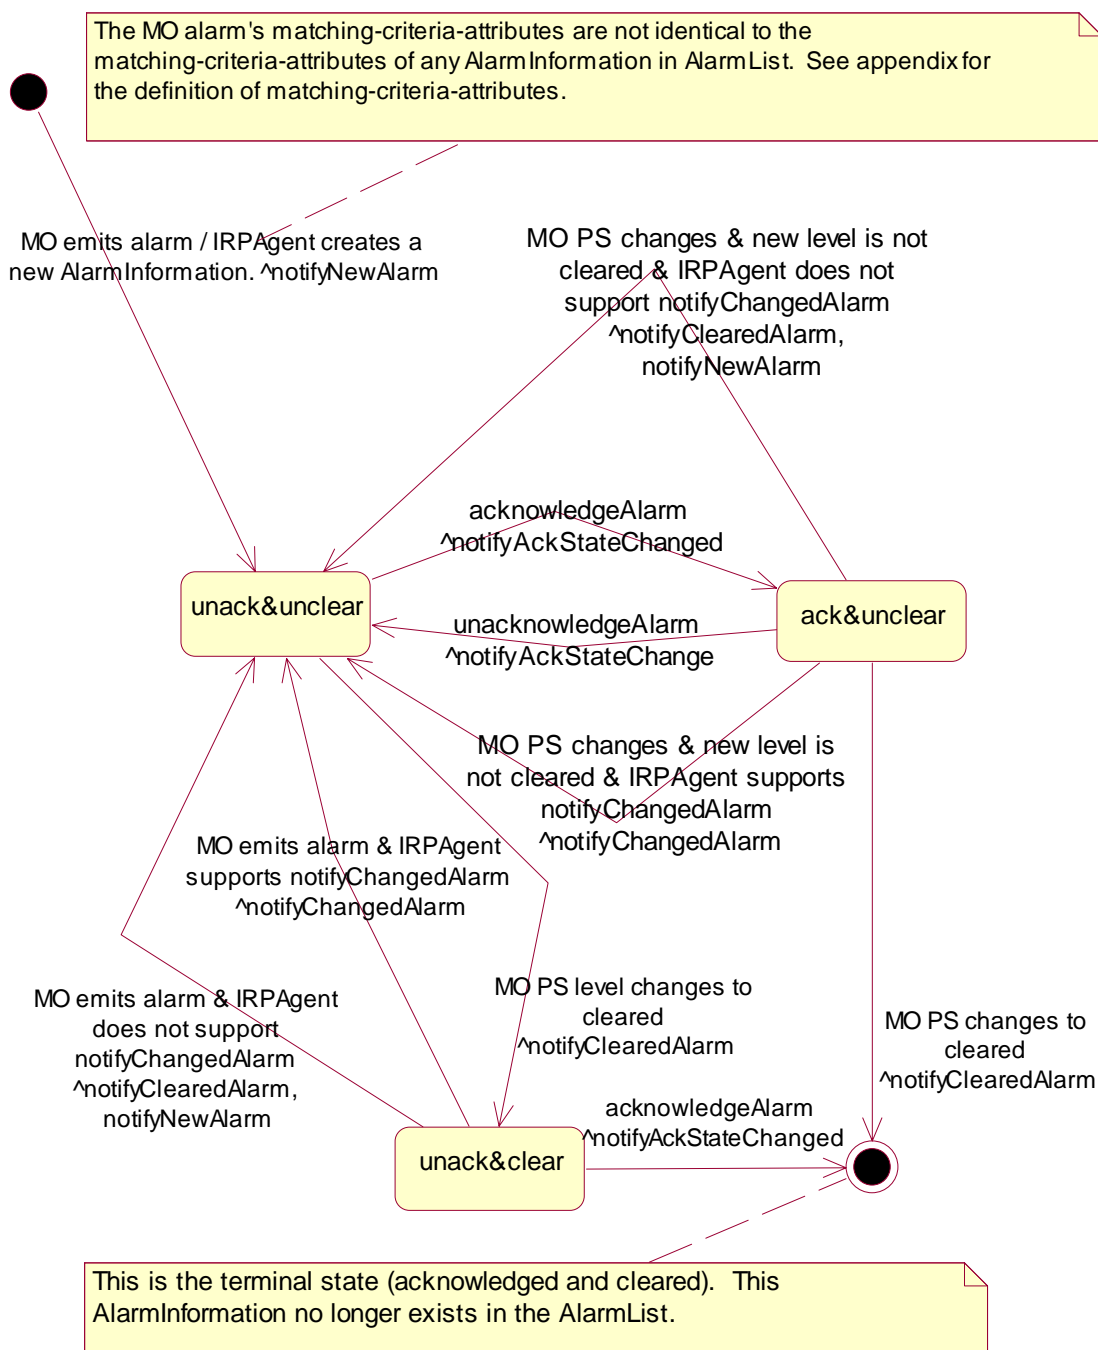 The MO alarm's matching-criteria-attributes are not identical to the
matching-criteria-attributes of any AlarmInformation in AlarmList. See appendix for
the definition of matching-criteria-attributes.
MO emits alarm / IRPAgent creates a
new AlarmInformation. ^notifyNewAlarm
MO PS changes & new level is not
cleared & IRPAgent does not
support notifyChangedAlarm
^notifyClearedAlarm,
notifyNewAlarm
acknowledgeAlarm
^notifyAckStateChanged
unack&unclear
ack&unclear
unacknowledgeAlarm
^notifyAckStateChange
MO PS changes & new level is
not cleared & IRPAgent supports
notifyChangedAlarm
^notifyChangedAlarm
MO emits alarm & IRPAgent
supports notifyChangedAlarm
^notifyChangedAlarm
MO emits alarm & IRPAgent
does not support
notifyChangedAlarm
^notifyClearedAlarm,
notifyNewAlarm
MO PS level changes to
cleared
^notifyClearedAlarm
MO PS changes to
cleared
^notifyClearedAlarm
acknowledgeAlarm
^notifyAckStateChanged
unack&clear
This is the terminal state (acknowledged and cleared). This
AlarmInformation no longer exists in the AlarmList.